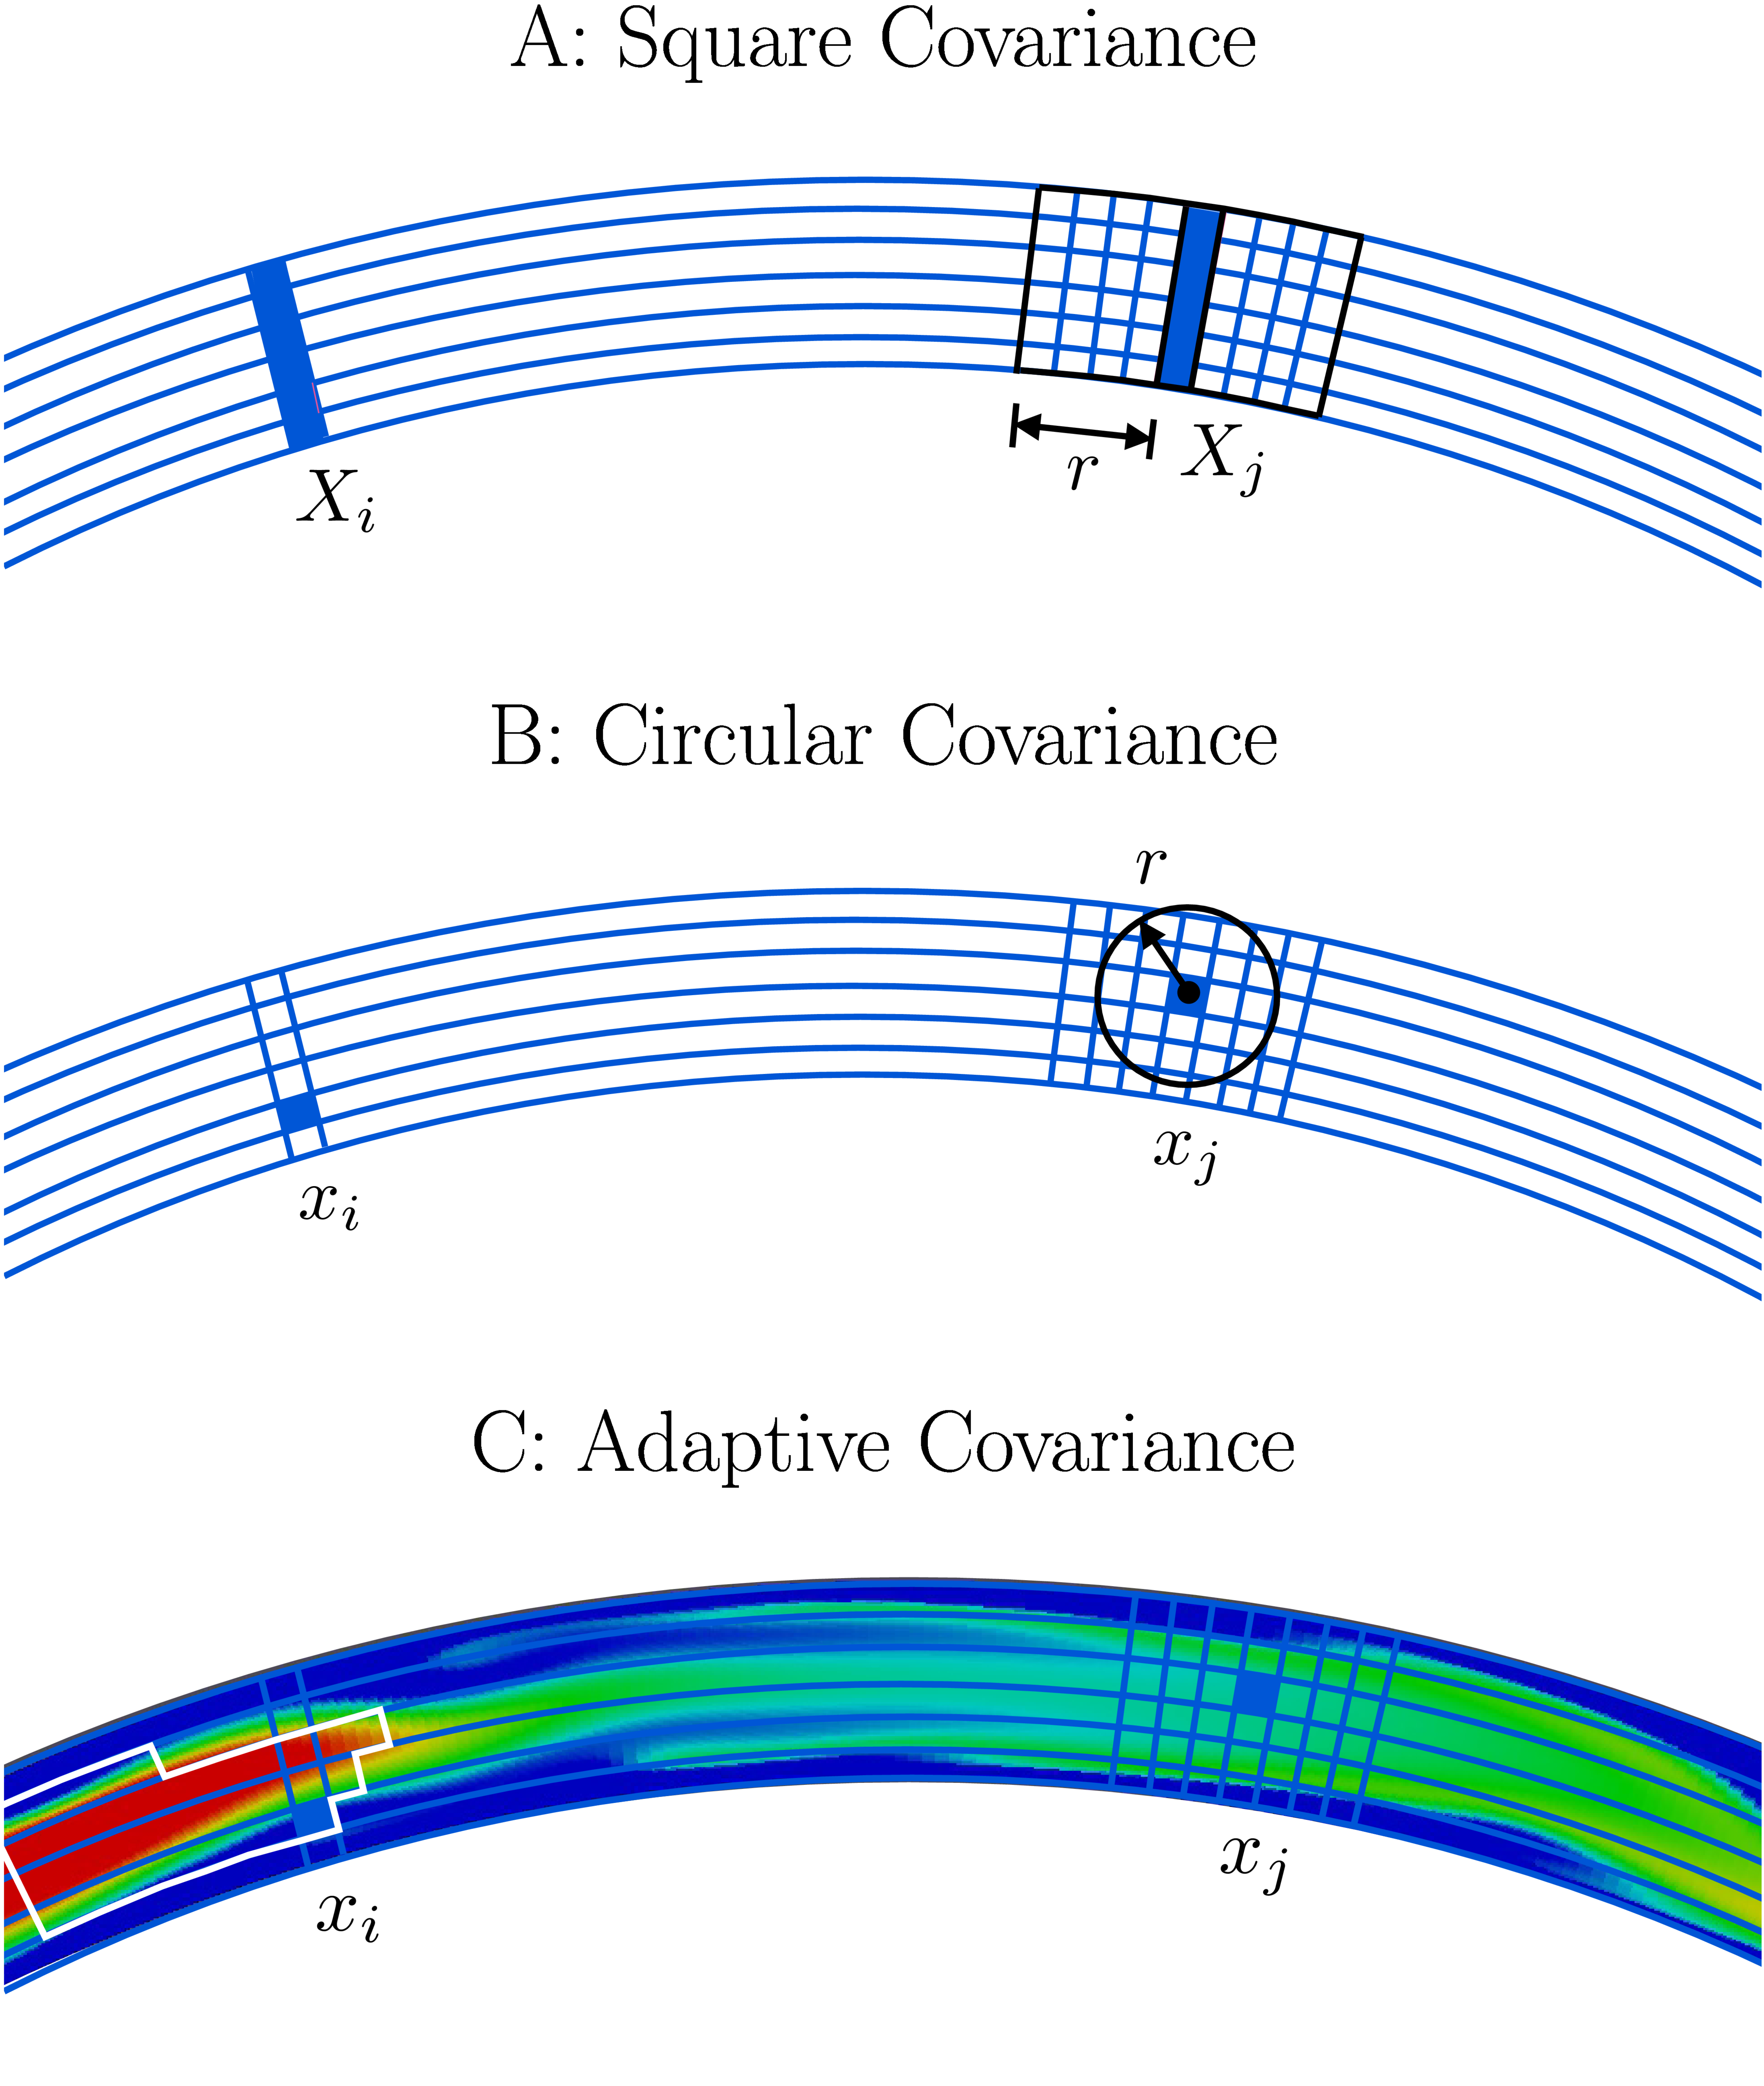 A: Square Covariance
r
X_j
X_i
B: Circular Covariance
r
x_j
x_i
C: Adaptive Covariance
x_j
x_i